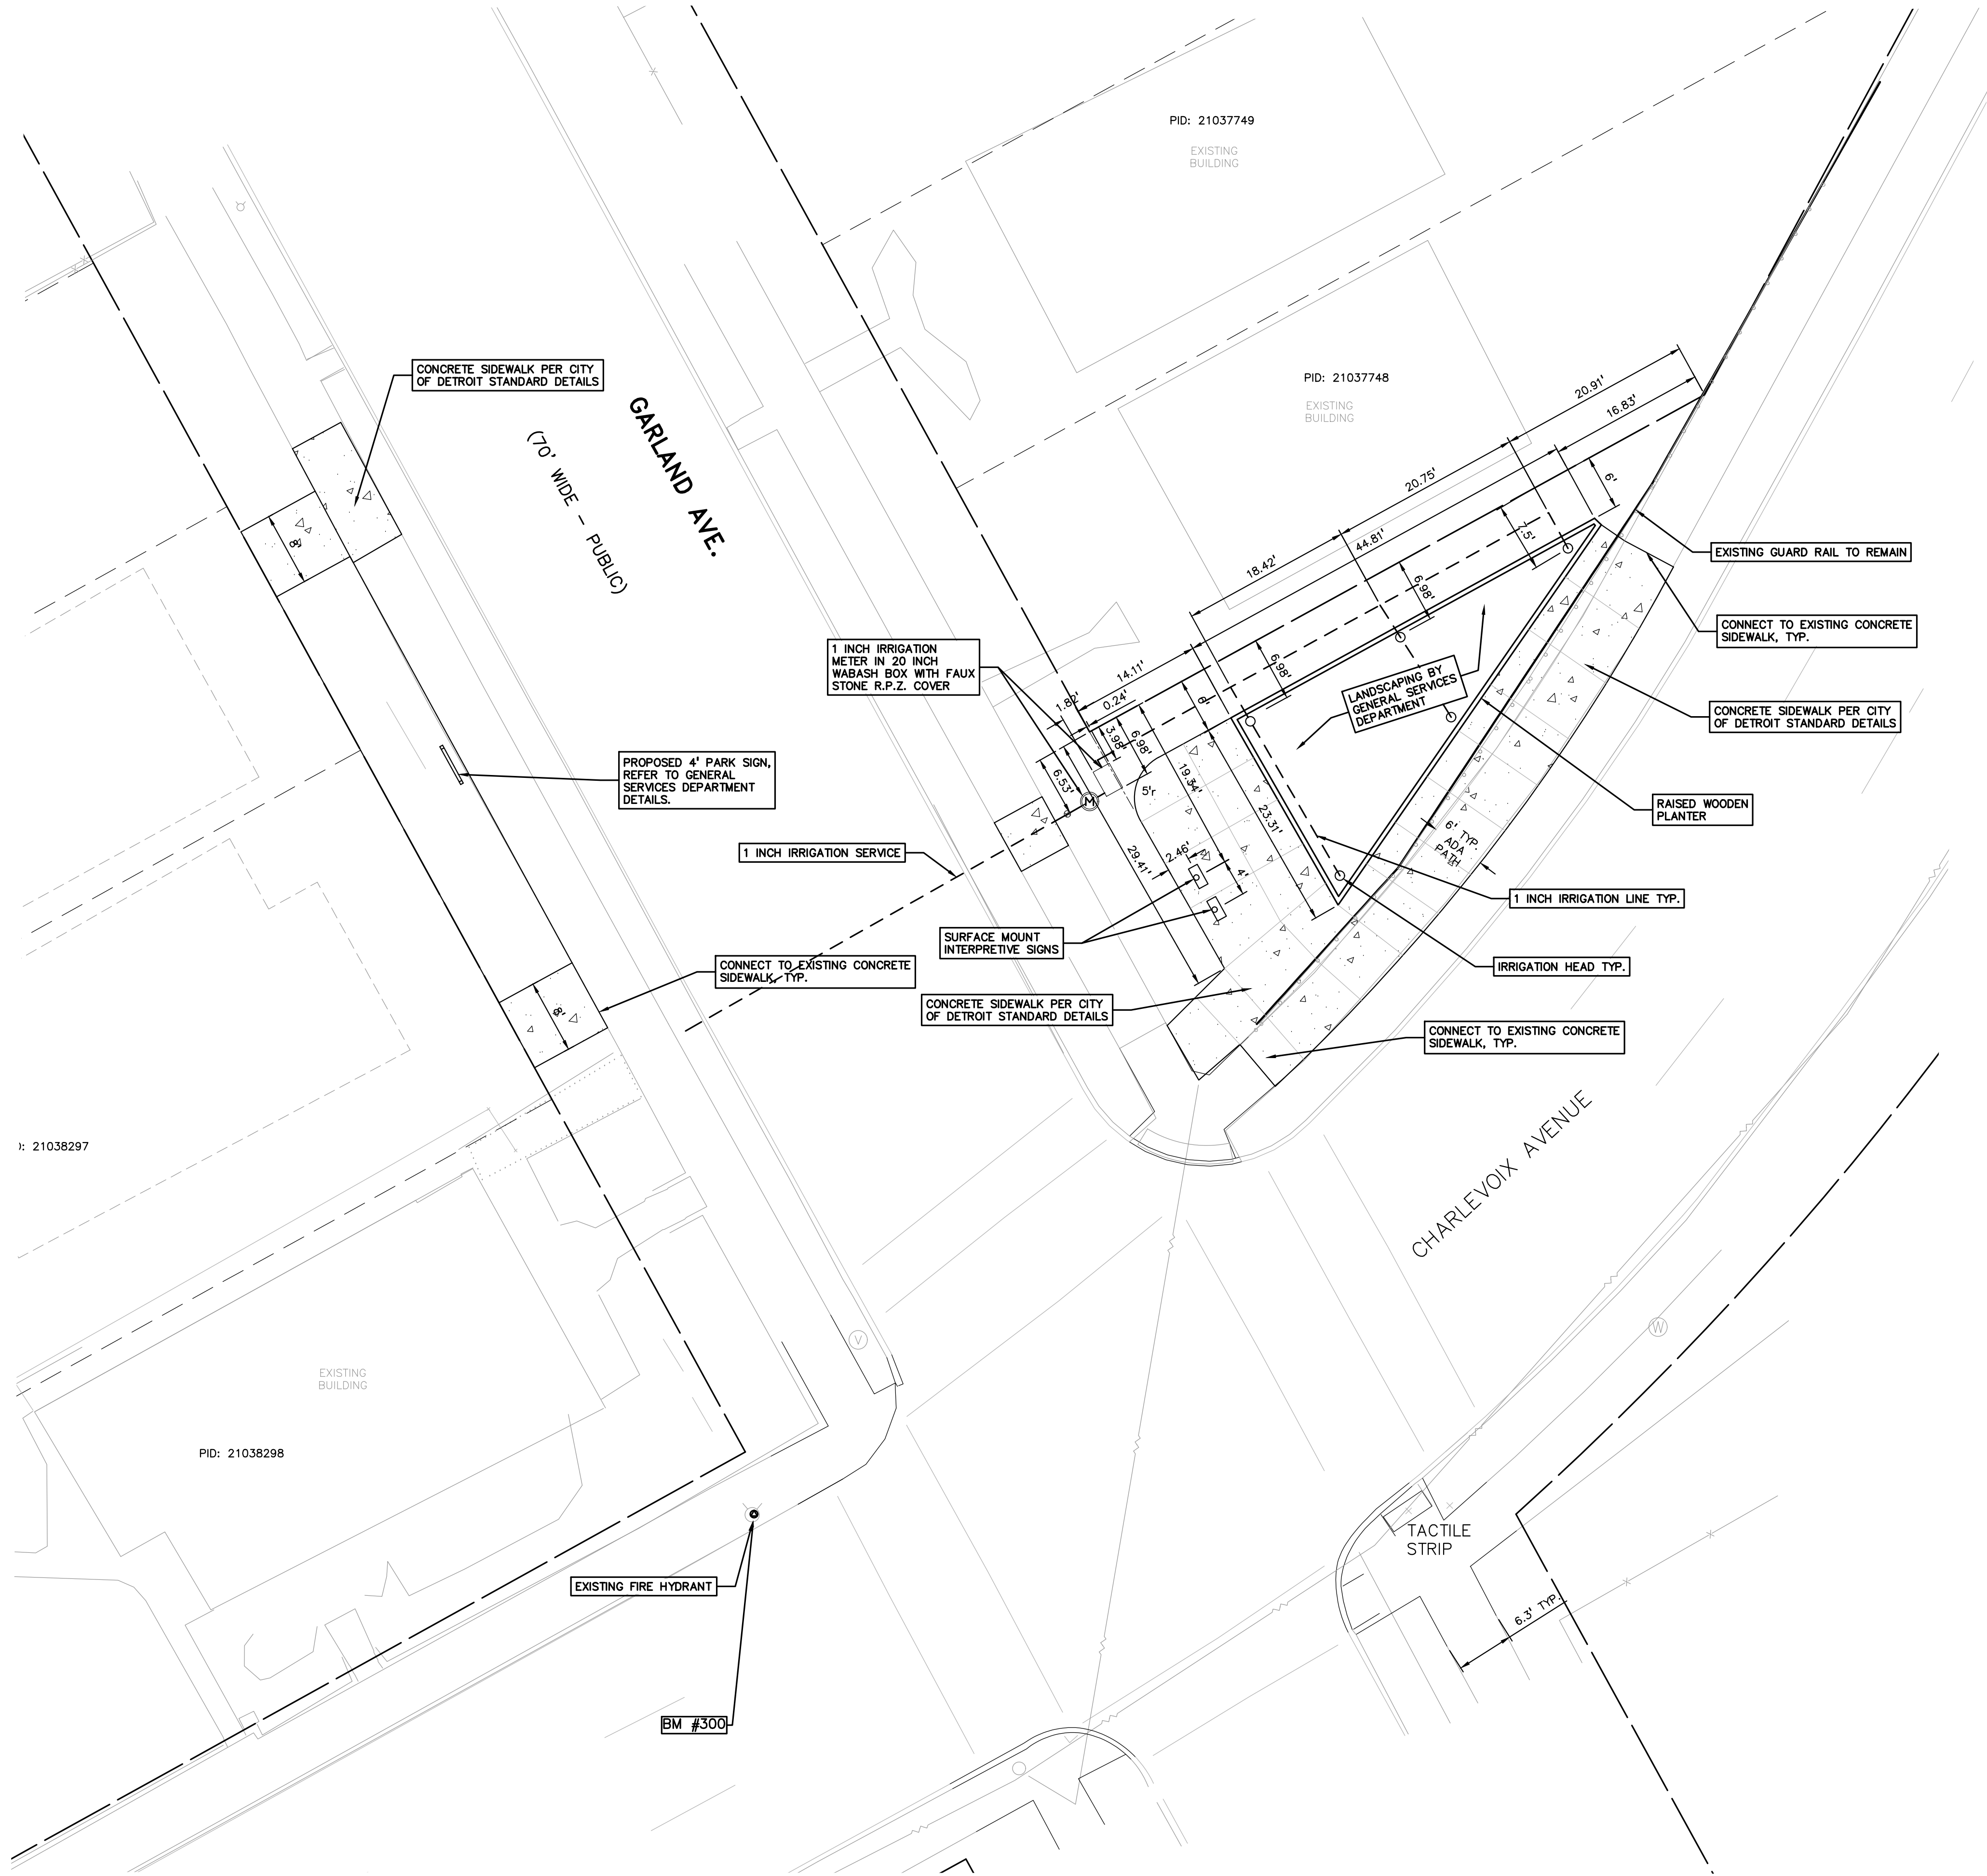 PID: 21037749
EXISTING
BUILDING
PID: 21037748
EXISTING
BUILDING
CONCRETE SIDEWALK PER CITY
OF DETROIT STANDARD DETAILS
GARLAND AVE.
(70' WIDE - PUBLIC)
8'
20.91'
16.83'
20.75'
44.81'
18.42'
6'
7.5'
6.98'
6.98'
14.11'
1.82'
0.24'
3.98'
6.98'
6'
6.53'
19.34'
5'r
23.31'
29.41'
2.46'
4'
EXISTING GUARD RAIL TO REMAIN
CONNECT TO EXISTING CONCRETE
SIDEWALK, TYP.
1 INCH IRRIGATION
METER IN 20 INCH
WABASH BOX WITH FAUX
STONE R.P.Z. COVER
LANDSCAPING BY
GENERAL SERVICES
DEPARTMENT
CONCRETE SIDEWALK PER CITY
OF DETROIT STANDARD DETAILS
PROPOSED 4' PARK SIGN,
REFER TO GENERAL
SERVICES DEPARTMENT
DETAILS.
M
RAISED WOODEN
PLANTER
6' TYP.
ADA
PATH
1 INCH IRRIGATION SERVICE
1 INCH IRRIGATION LINE TYP.
SURFACE MOUNT
INTERPRETIVE SIGNS
IRRIGATION HEAD TYP.
CONNECT TO EXISTING CONCRETE
SIDEWALK, TYP.
8'
CONCRETE SIDEWALK PER CITY
OF DETROIT STANDARD DETAILS
CONNECT TO EXISTING CONCRETE
SIDEWALK, TYP.
CHARLEVOIX AVENUE
): 21038297
V
W
EXISTING
BUILDING
PID: 21038298
TACTILE
STRIP
EXISTING FIRE HYDRANT
6.3' TYP.
BM #300